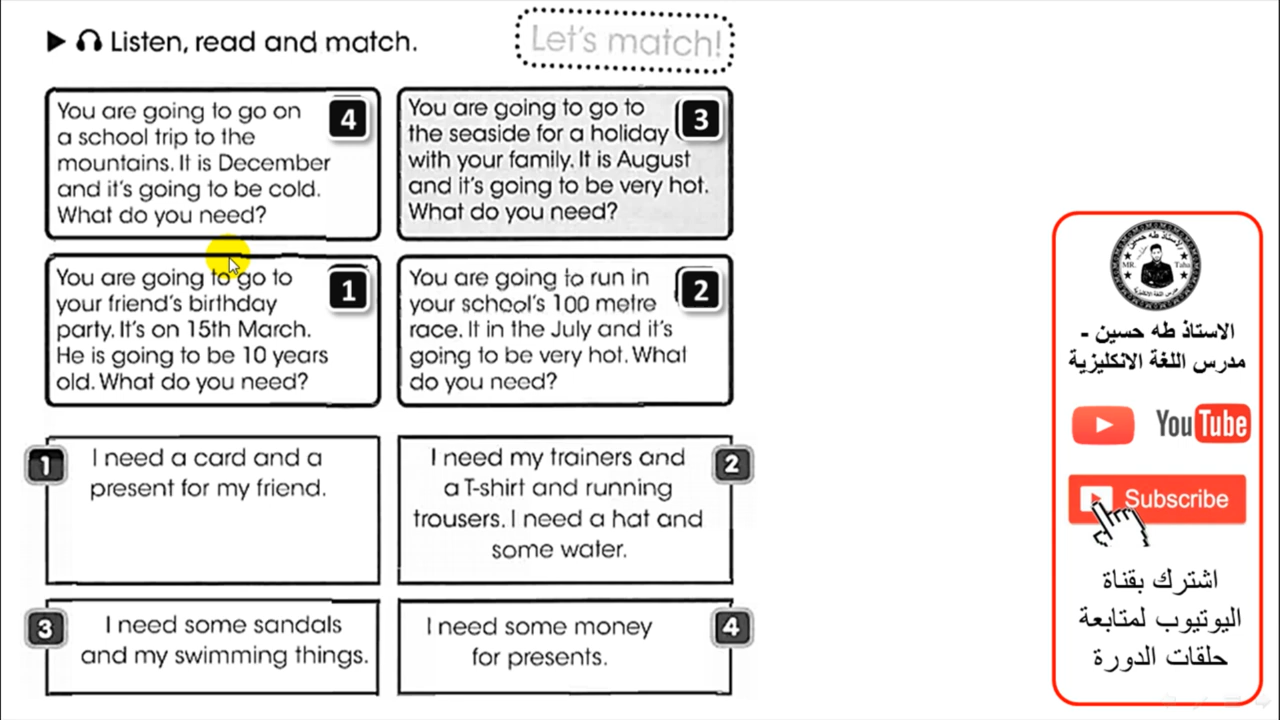 Listen, read and match.
Let's match!
You are going to go on
a school trip to the
mountains. It is December
and it's going to be cold.
What do you need?
4
You are going to go to
the seaside for a holiday
with your family. It is August
and it's going to be very hot.
What do you need?
3
You are going to go to
your friend's birthday
party. It's on 15th March.
He is going to be 10 years
old. What do you need?
1
You are going to run in
your school's 100 metre
race. It in the July and it's
going to be very hot. What
do you need?
2
1
I need a card and a
present for my friend.
I need my trainers and
a T-shirt and running
trousers. I need a hat and
some water.
2
3
I need some sandals
and my swimming things.
I need some money
for presents.
4
الاستاذ طه حسين
MR.
Taha
مدرس اللغة الانكليزية
الاستاذ طه حسين -
مدرس اللغة الانكليزية
YouTube
Subscribe
اشترك بقناة
اليوتيوب لمتابعة
حلقات الدورة